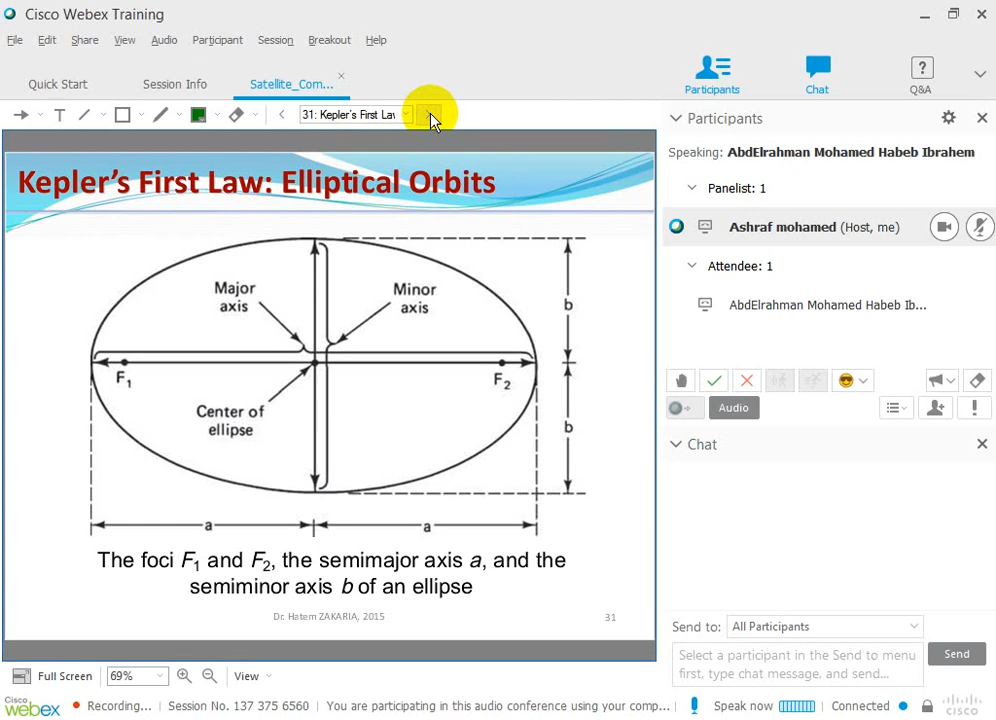 Cisco Webex Training
File Edit Share View Audio Participant Session Breakout Help
Quick Start Session Info Satellite_Com...
Participants Chat Q&A
31: Kepler's First Law
Kepler's First Law: Elliptical Orbits
Major
axis
Minor
axis
b
F1
F2
Center of
ellipse
b
a
a
The foci F1 and F2, the semimajor axis a, and the
semiminor axis b of an ellipse
Dr. Hatem ZAKARIA, 2015
31
Participants
Speaking: AbdElrahman Mohamed Habeb Ibrahem
Panelist: 1
Ashraf mohamed (Host, me)
Attendee: 1
AbdElrahman Mohamed Habeb Ib...
Audio
Chat
Send to: All Participants
Select a participant in the Send to menu
first, type chat message, and send...
Send
Full Screen 69% View
Cisco
webex
Recording... Session No. 137 375 6560 You are participating in this audio conference using your comp... Speak now Connected
cisco